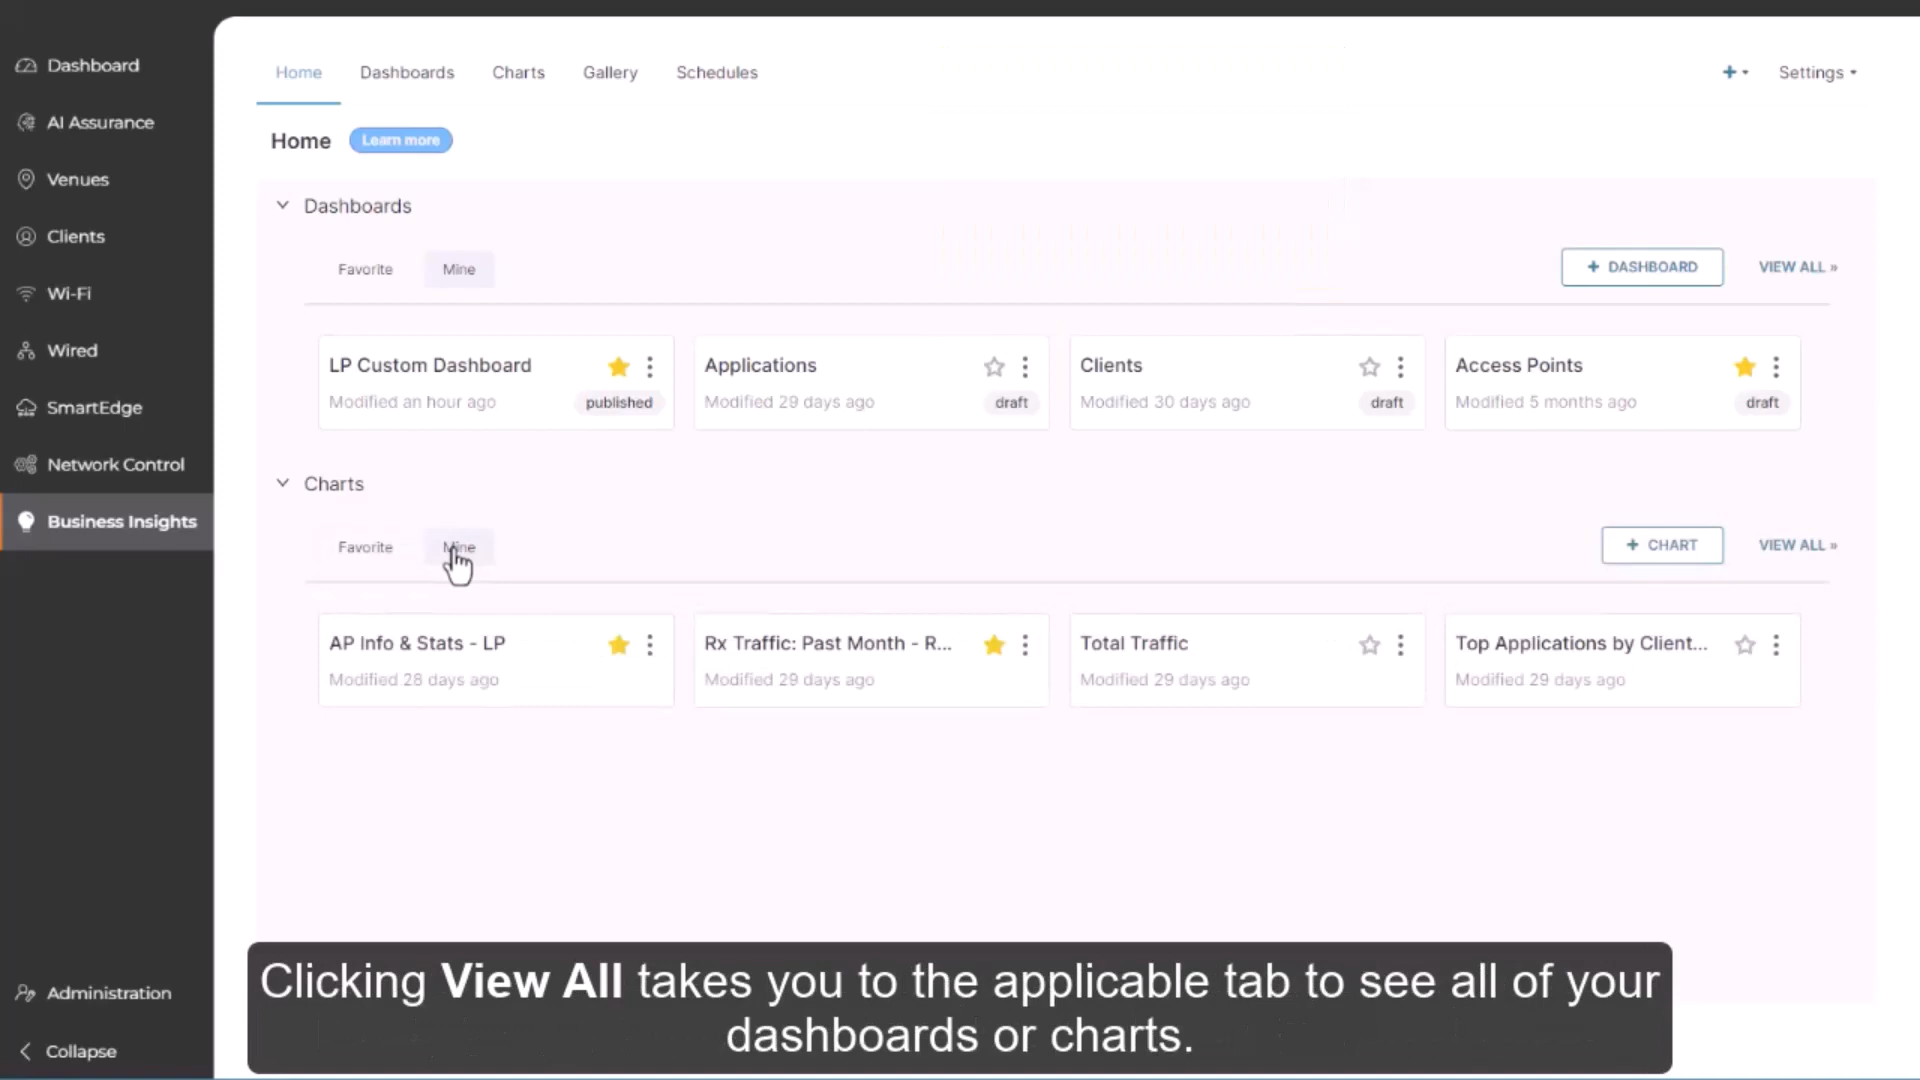 Dashboard
AI Assurance
Venues
Clients
Wi-Fi
Wired
SmartEdge
Network Control
Business Insights
Administration
Collapse
Home Dashboards Charts Gallery Schedules
+ Settings
Home Learn more
Dashboards
Favorite Mine + DASHBOARD VIEW ALL »
LP Custom Dashboard
Modified an hour ago published
Applications
Modified 29 days ago draft
Clients
Modified 30 days ago draft
Access Points
Modified 5 months ago draft
Charts
Favorite Mine + CHART VIEW ALL »
AP Info & Stats - LP
Modified 28 days ago
Rx Traffic: Past Month - R...
Modified 29 days ago
Total Traffic
Modified 29 days ago
Top Applications by Client...
Modified 29 days ago
Clicking View All takes you to the applicable tab to see all of your
dashboards or charts.